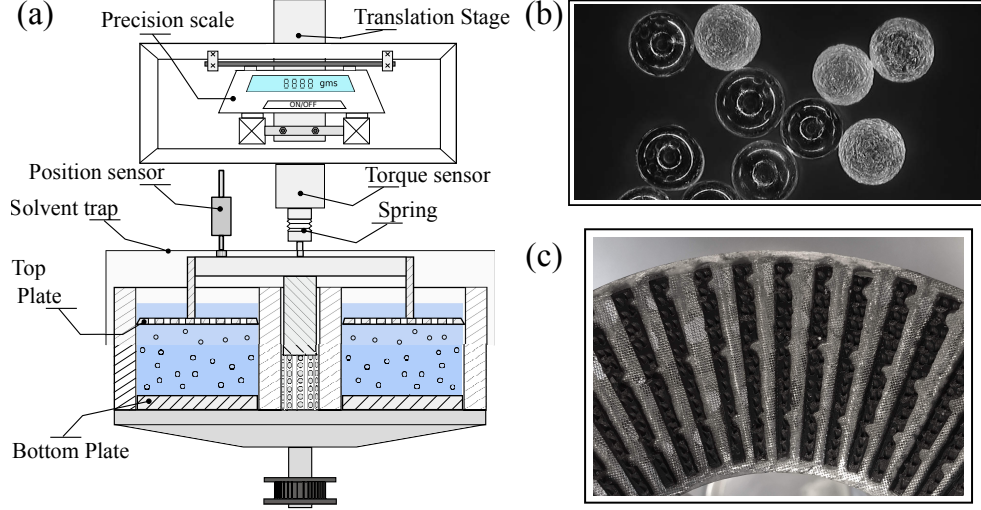 (a)
Precision scale
Translation Stage
8888 gms
ON/OFF
Position sensor
Torque sensor
Solvent trap
Spring
Top
Plate
Bottom Plate
(b)
(c)